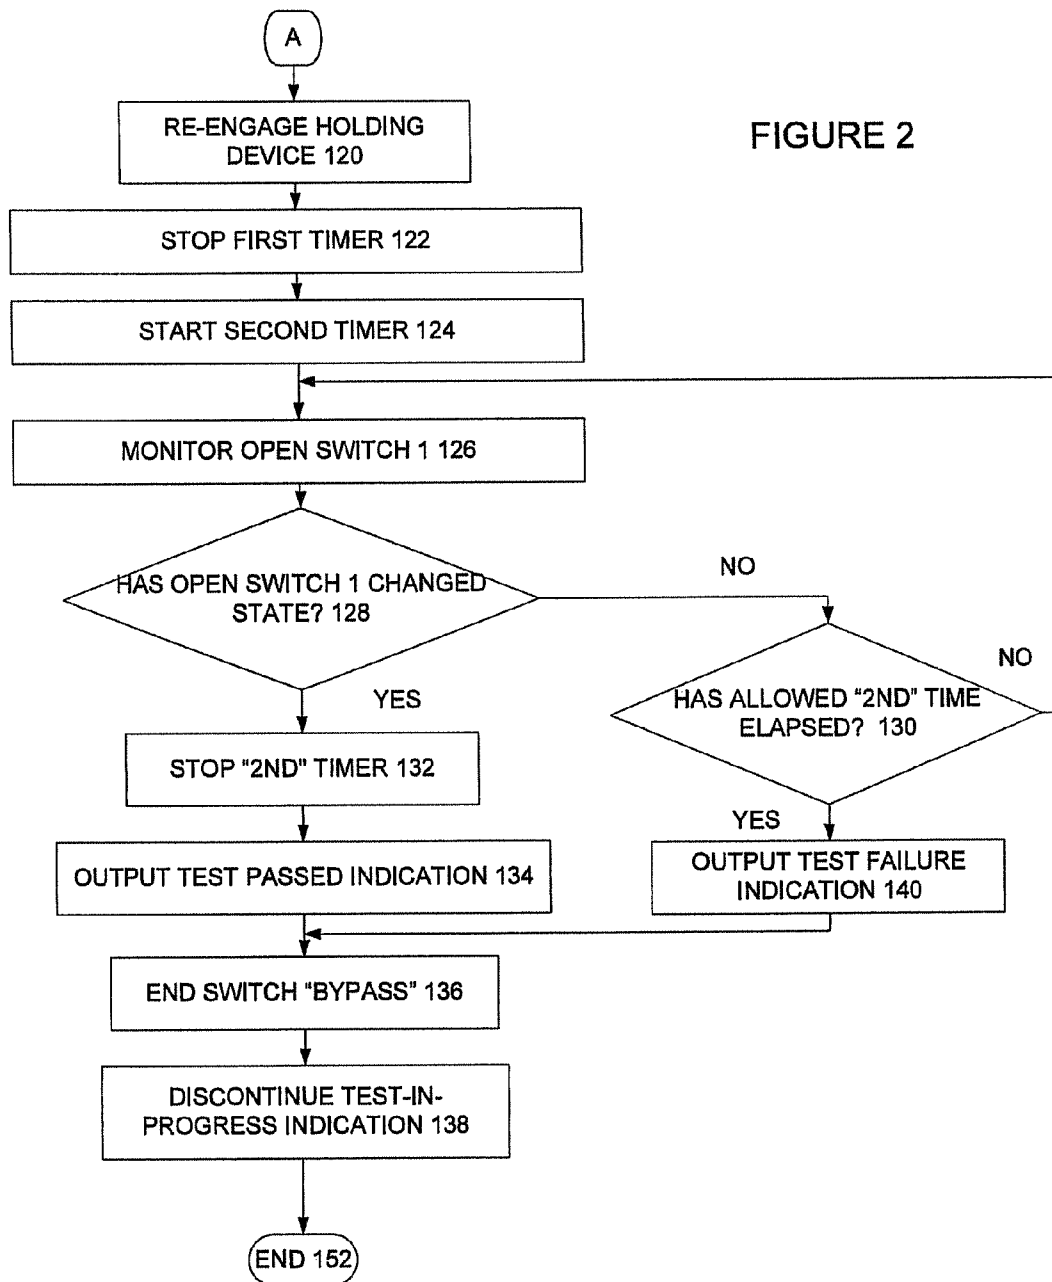 A
RE-ENGAGE HOLDING
DEVICE 120
FIGURE 2
STOP FIRST TIMER 122
START SECOND TIMER 124
MONITOR OPEN SWITCH 1 126
HAS OPEN SWITCH 1 CHANGED
STATE? 128
NO
HAS ALLOWED “2ND” TIME
ELAPSED? 130
NO
YES
STOP “2ND” TIMER 132
YES
OUTPUT TEST PASSED INDICATION 134
OUTPUT TEST FAILURE
INDICATION 140
END SWITCH “BYPASS” 136
DISCONTINUE TEST-IN-
PROGRESS INDICATION 138
END 152